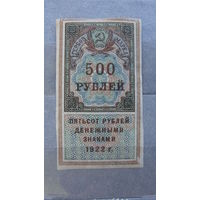 500
РУБЛЕЙ
ПЯТЬСОТ РУБЛЕЙ
ДЕНЕЖНЫМИ
ЗНАКАМИ
1922 г.